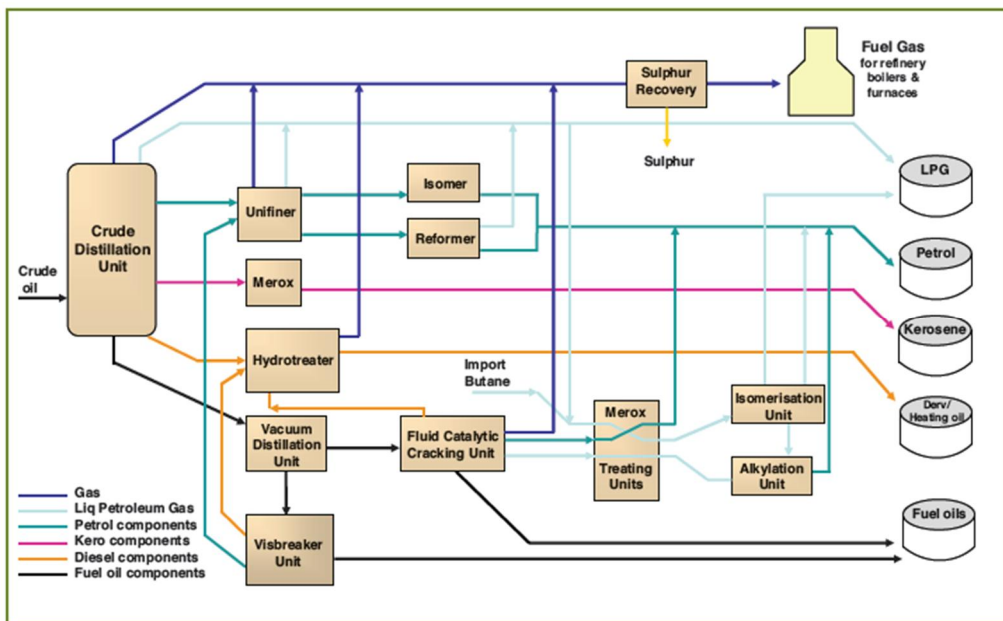 Fuel Gas
for refinery
boilers &
furnaces
Sulphur
Recovery
Sulphur
LPG
Isomer
Crude
Distillation
Unit
Unifiner
Reformer
Petrol
Crude
oil
Merox
Kerosene
Hydrotreater
Import
Butane
Isomerisation
Unit
Derv/
Heating oil
Merox
Treating
Units
Vacuum
Distillation
Unit
Fluid Catalytic
Cracking Unit
Alkylation
Unit
Gas
Liq Petroleum Gas
Petrol components
Kero components
Diesel components
Fuel oil components
Visbreaker
Unit
Fuel oils